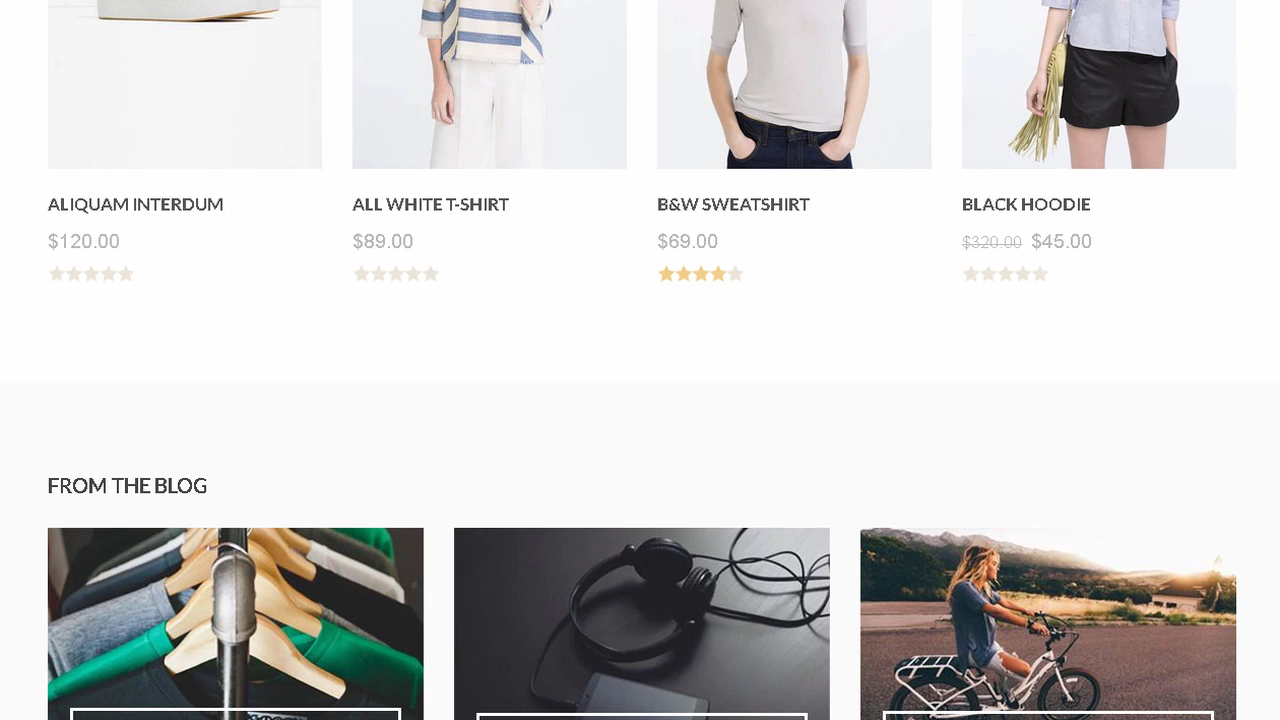 ALIQUAM INTERDUM
$120.00
ALL WHITE T-SHIRT
$89.00
B&W SWEATSHIRT
$69.00
BLACK HOODIE
$320.00 $45.00
FROM THE BLOG